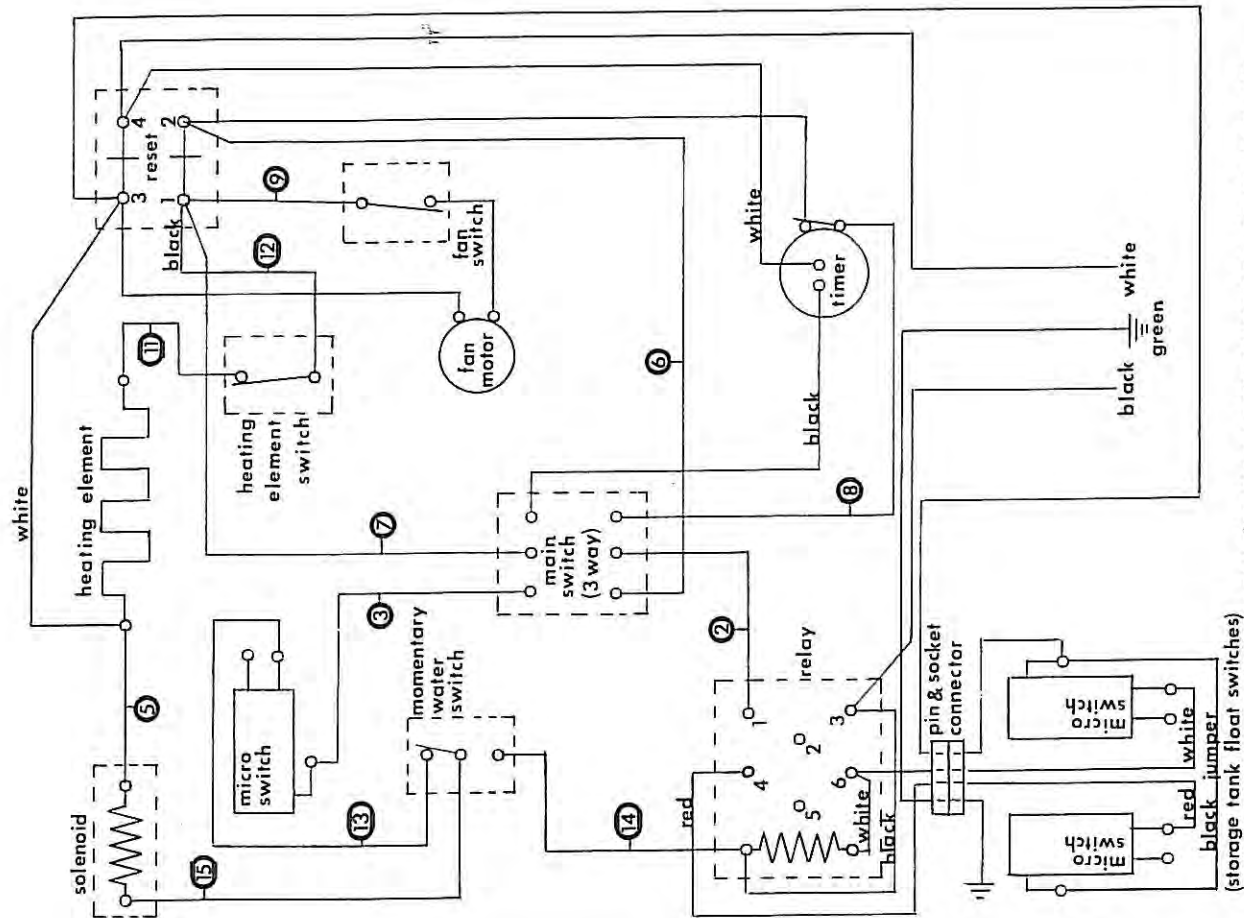 white
heating element
solenoid
5
15
11
heating
element
switch
12
black
reset
1
2
3
4
9
fan
switch
fan
motor
7
3
micro
switch
momentary
water
switch
13
14
main
switch
(3 way)
6
8
2
white
black
timer
relay
1
2
3
4
5
6
red
white
black
black
green
white
pin & socket
connector
micro
switch
white
micro
switch
red
black jumper
(storage tank float switches)